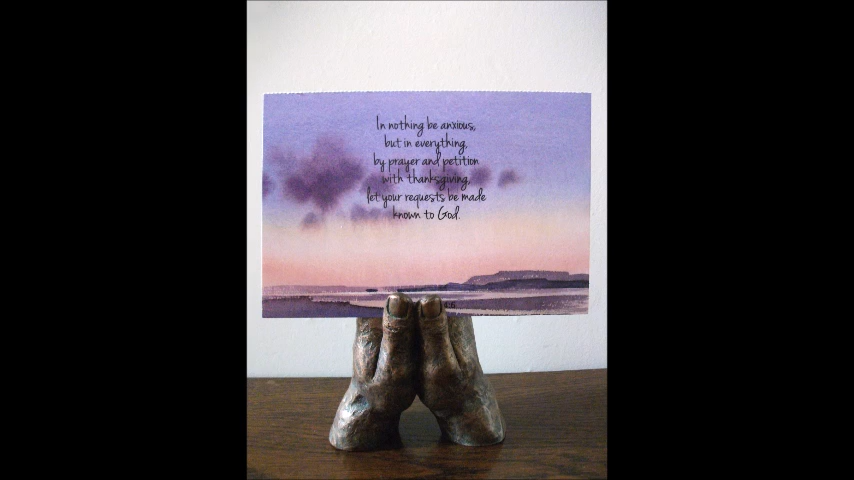 In nothing be anxious,
but in everything,
by prayer and petition
with thanksgiving,
let your requests be made
known to God.